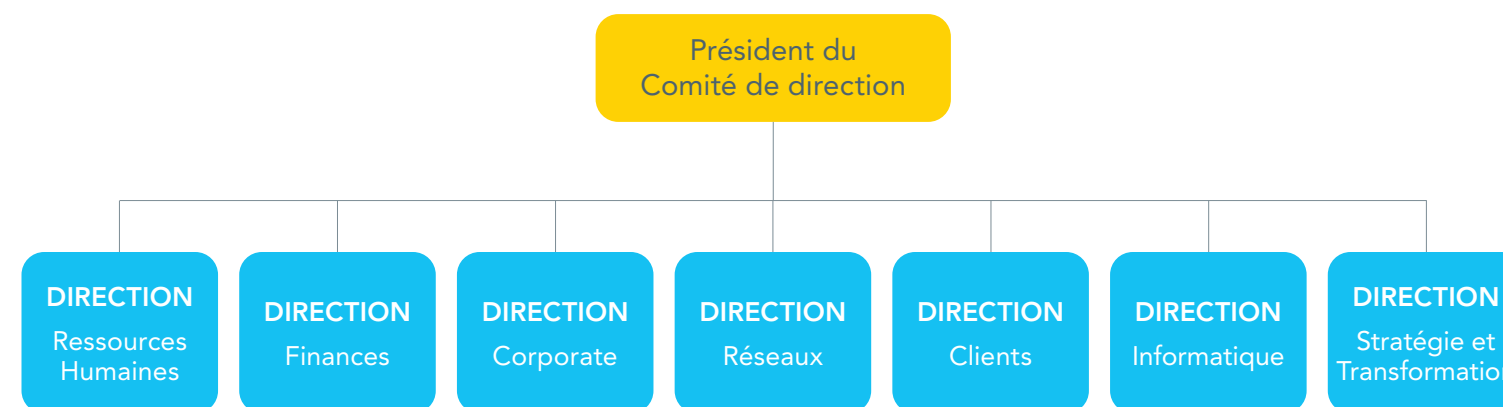 Président du
Comité de direction
DIRECTION
Ressources
Humaines
DIRECTION
Finances
DIRECTION
Corporate
DIRECTION
Réseaux
DIRECTION
Clients
DIRECTION
Informatique
DIRECTION
Stratégie et
Transformation